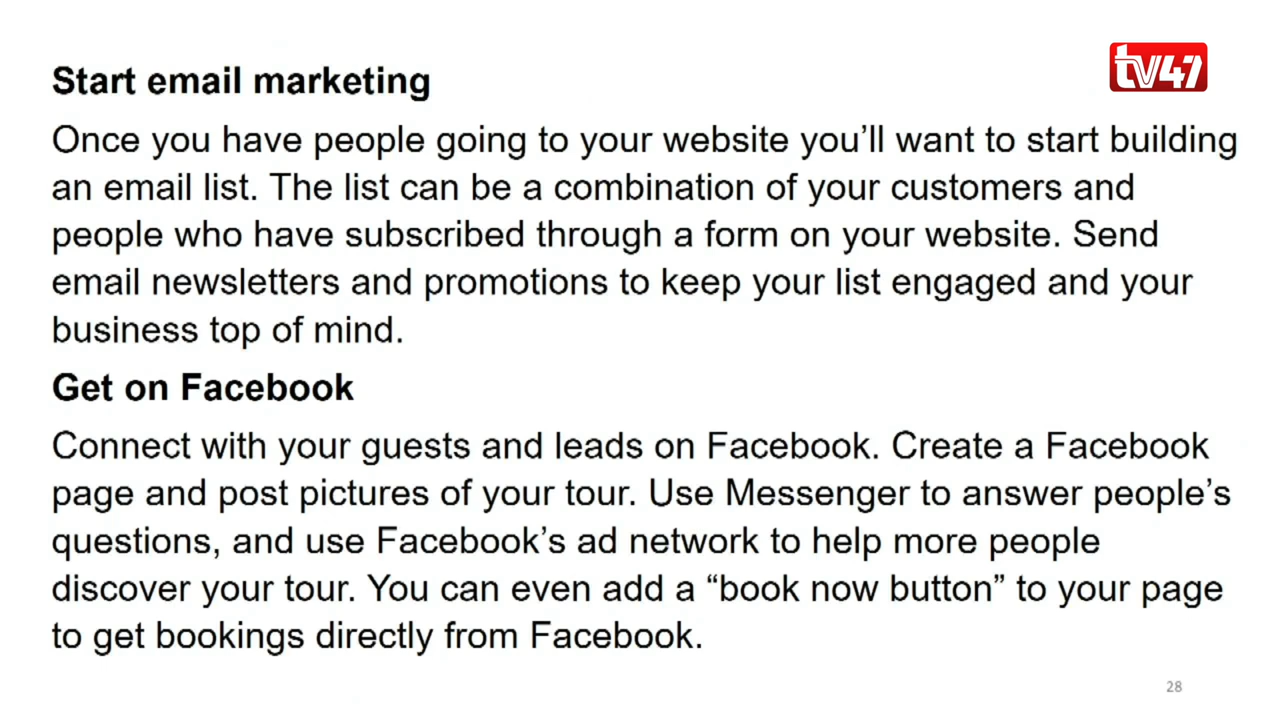 tv47
Start email marketing
Once you have people going to your website you’ll want to start building
an email list. The list can be a combination of your customers and
people who have subscribed through a form on your website. Send
email newsletters and promotions to keep your list engaged and your
business top of mind.
Get on Facebook
Connect with your guests and leads on Facebook. Create a Facebook
page and post pictures of your tour. Use Messenger to answer people’s
questions, and use Facebook’s ad network to help more people
discover your tour. You can even add a “book now button” to your page
to get bookings directly from Facebook.
28